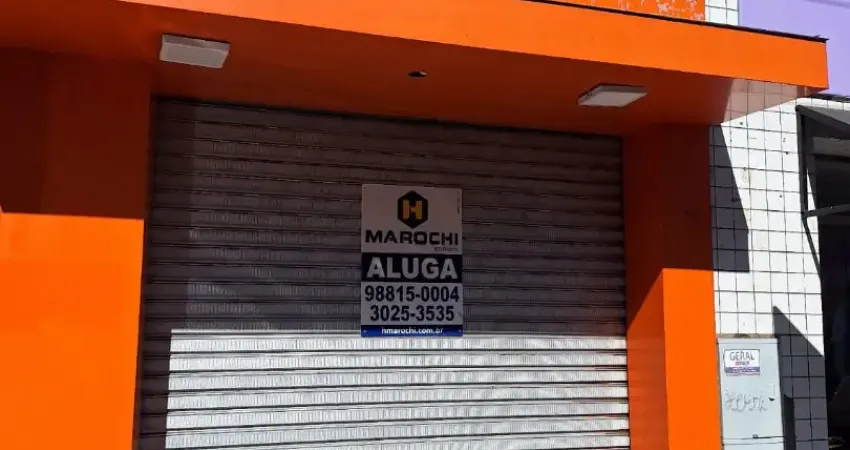 H
MAROCHI
ALUGA
98815-0004
3025-3535
hmarochi.com.br
GERAL